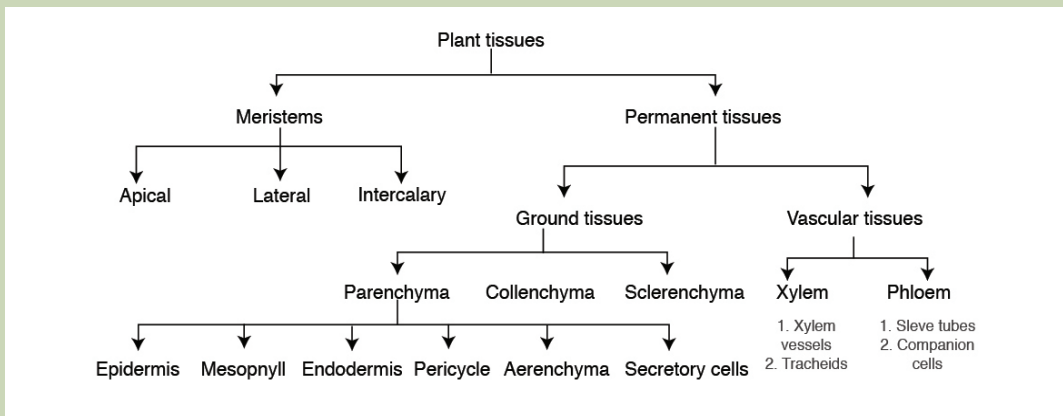 Plant tissues
Meristems
Permanent tissues
Apical
Lateral
Intercalary
Ground tissues
Vascular tissues
Parenchyma
Collenchyma
Sclerenchyma
Xylem
Phloem
1. Xylem
vessels
2. Tracheids
1. Sleve tubes
2. Companion
cells
Epidermis
Mesopnyll
Endodermis
Pericycle
Aerenchyma
Secretory cells